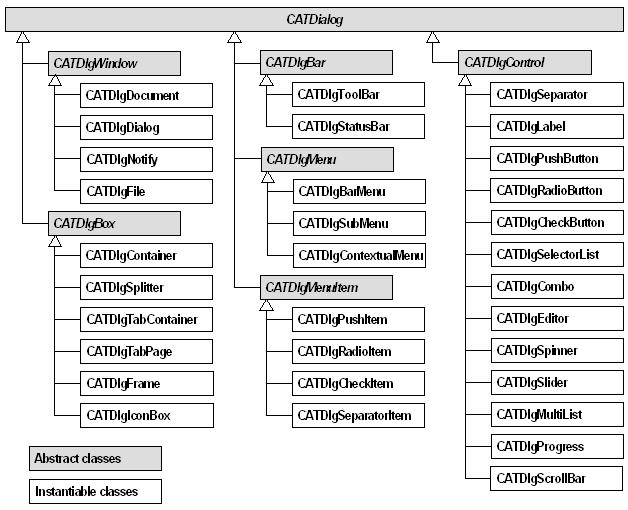 CATDialog
CATDlgWindow
CATDlgDocument
CATDlgDialog
CATDlgNotify
CATDlgFile
CATDlgBox
CATDlgContainer
CATDlgSplitter
CATDlgTabContainer
CATDlgTabPage
CATDlgFrame
CATDlgIconBox
CATDlgBar
CATDlgToolBar
CATDlgStatusBar
CATDlgMenu
CATDlgBarMenu
CATDlgSubMenu
CATDlgContextualMenu
CATDlgMenuItem
CATDlgPushItem
CATDlgRadioItem
CATDlgCheckItem
CATDlgSeparatorItem
CATDlgControl
CATDlgSeparator
CATDlgLabel
CATDlgPushButton
CATDlgRadioButton
CATDlgCheckButton
CATDlgSelectorList
CATDlgCombo
CATDlgEditor
CATDlgSpinner
CATDlgSlider
CATDlgMultiList
CATDlgProgress
CATDlgScrollBar
Abstract classes
Instantiable classes